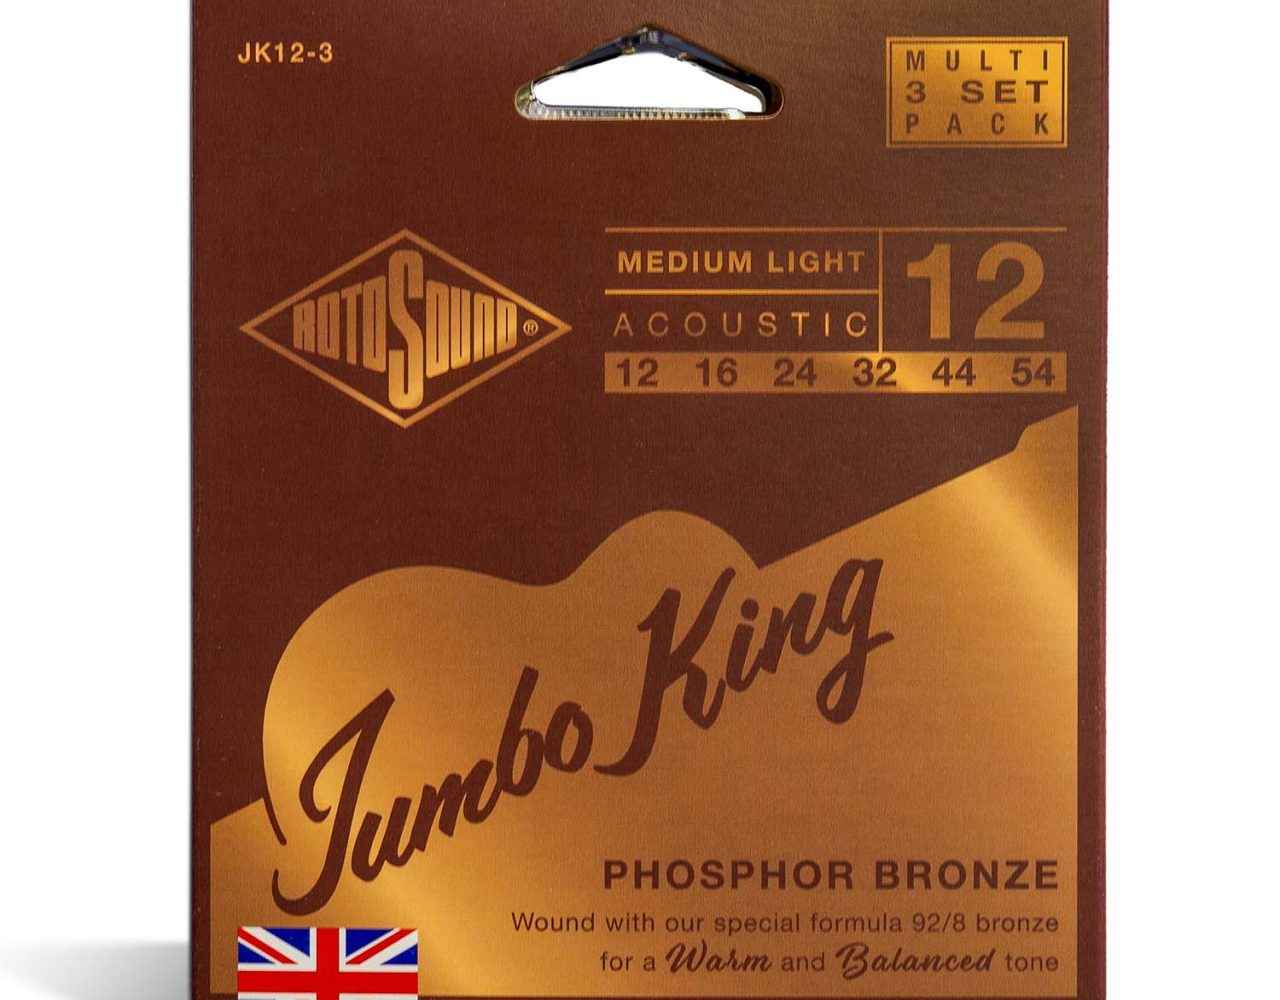 JK12-3
MULTI
3 SET
PACK
ROTOSOUND®
MEDIUM LIGHT
ACOUSTIC
12
12 16 24 32 44 54
Jumbo King
PHOSPHOR BRONZE
Wound with our special formula 92/8 bronze
for a Warm and Balanced tone